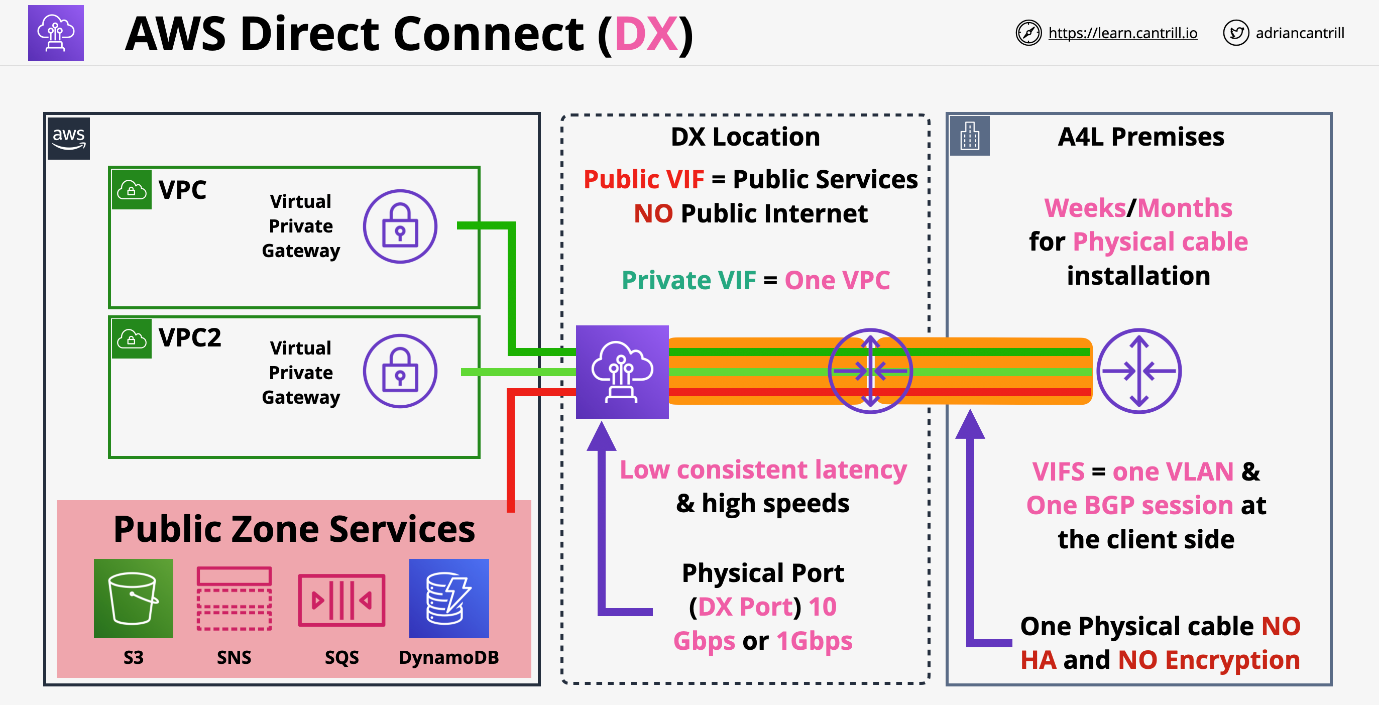 AWS Direct Connect (DX)
https://learn.cantrill.io
adriancantrill
aws
VPC
Virtual
Private
Gateway
VPC2
Virtual
Private
Gateway
Public Zone Services
S3
SNS
SQS
DynamoDB
DX Location
Public VIF = Public Services
NO Public Internet
Private VIF = One VPC
Low consistent latency
& high speeds
Physical Port
(DX Port) 10
Gbps or 1Gbps
A4L Premises
Weeks/Months
for Physical cable
installation
VIFS = one VLAN &
One BGP session at
the client side
One Physical cable NO
HA and NO Encryption